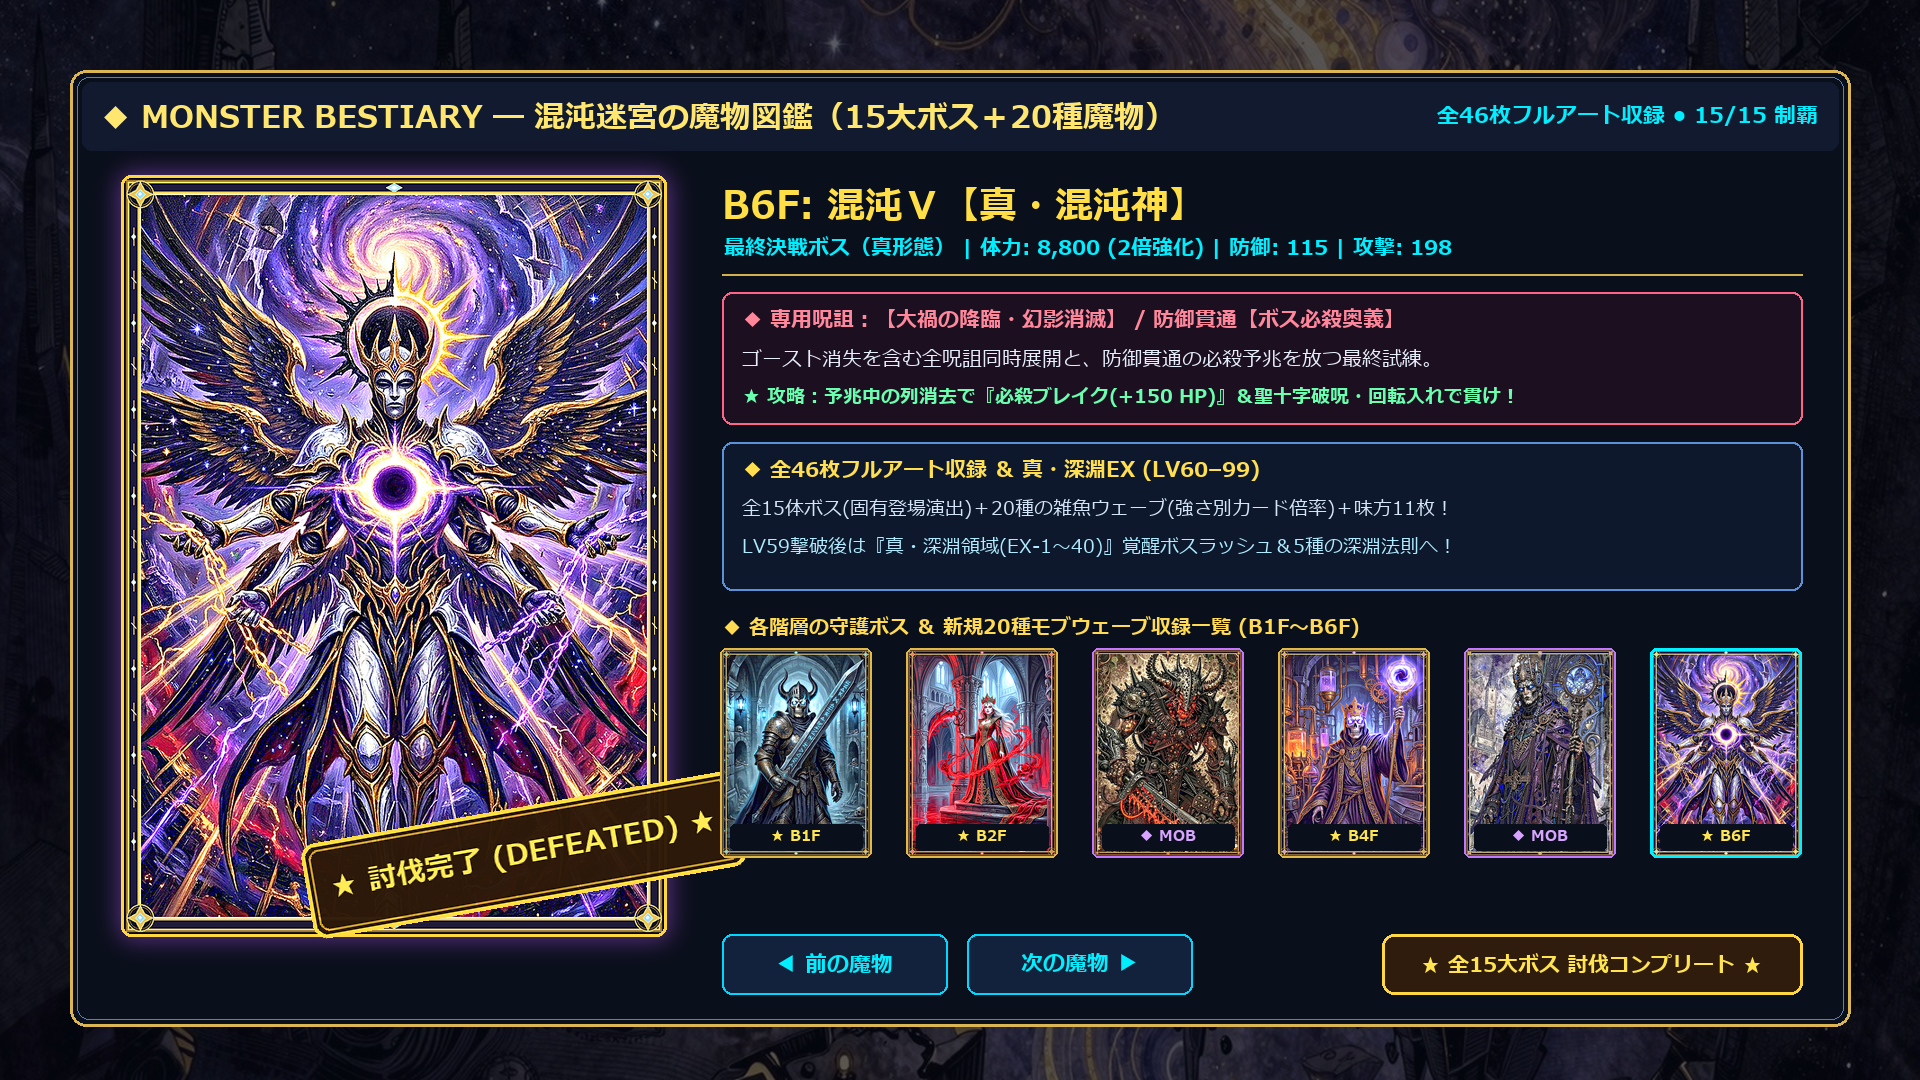 ◆ MONSTER BESTIARY — 混沌迷宮の魔物図鑑（15大ボス＋20種魔物）
全46枚フルアート収録 ● 15/15 制覇
B6F: 混沌Ⅴ【真・混沌神】
最終決戦ボス（真形態） | 体力: 8,800 (2倍強化) | 防御: 115 | 攻撃: 198
◆ 専用呪詛：【大禍の降臨・幻影消滅】 / 防御貫通【ボス必殺奥義】
ゴースト消失を含む全呪詛同時展開と、防御貫通の必殺予兆を放つ最終試練。
★ 攻略：予兆中の列消去で『必殺ブレイク(+150 HP)』＆聖十字破呪・回転入れで貫け！
◆ 全46枚フルアート収録 ＆ 真・深淵EX (LV60–99)
全15体ボス(固有登場演出)＋20種の雑魚ウェーブ(強さ別カード倍率)＋味方11枚！
LV59撃破後は『真・深淵領域(EX-1〜40)』覚醒ボスラッシュ＆5種の深淵法則へ！
◆ 各階層の守護ボス ＆ 新規20種モブウェーブ収録一覧 (B1F〜B6F)
★ B1F
★ B2F
◆ MOB
★ B4F
◆ MOB
★ B6F
★ 討伐完了 (DEFEATED) ★
◀ 前の魔物
次の魔物 ▶
★ 全15大ボス 討伐コンプリート ★